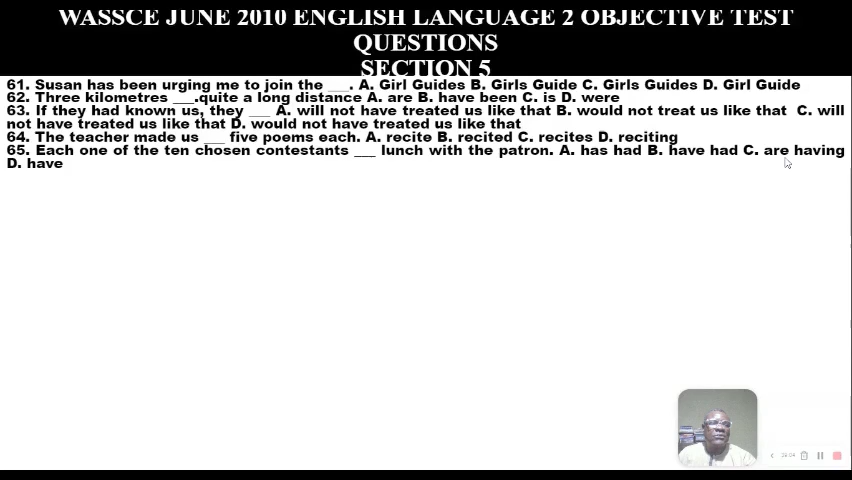 WASSCE JUNE 2010 ENGLISH LANGUAGE 2 OBJECTIVE TEST
QUESTIONS
SECTION 5
61. Susan has been urging me to join the ___. A. Girl Guides B. Girls Guide C. Girls Guides D. Girl Guide
62. Three kilometres ___.quite a long distance A. are B. have been C. is D. were
63. If they had known us, they ___ A. will not have treated us like that B. would not treat us like that C. will
not have treated us like that D. would not have treated us like that
64. The teacher made us ___ five poems each. A. recite B. recited C. recites D. reciting
65. Each one of the ten chosen contestants ___ lunch with the patron. A. has had B. have had C. are having
D. have